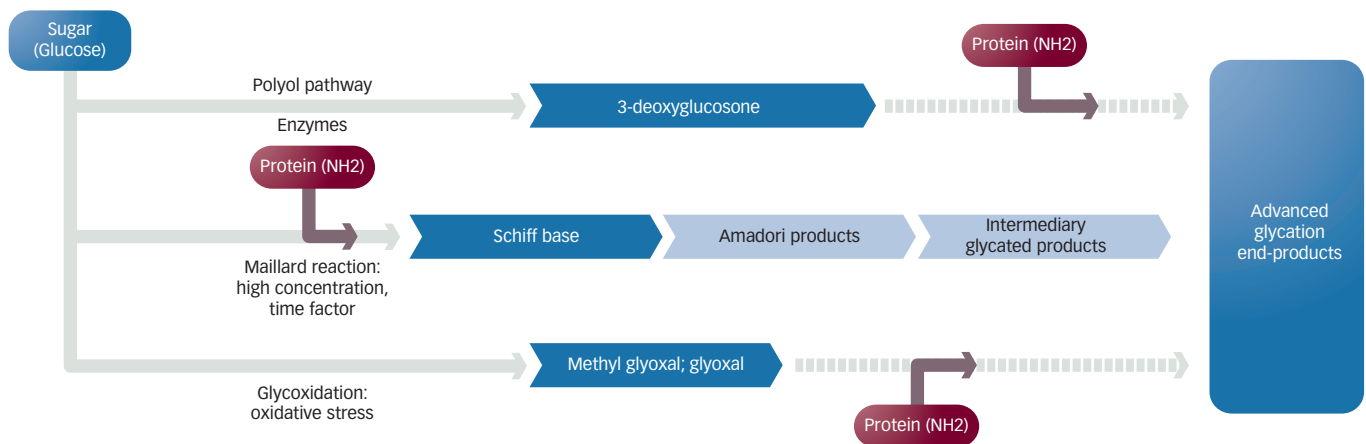 Sugar
(Glucose)
Polyol pathway
Enzymes
3-deoxyglucosone
Protein (NH2)
Protein (NH2)
Maillard reaction:
high concentration,
time factor
Schiff base
Amadori products
Intermediary
glycated products
Glycoxidation:
oxidative stress
Methyl glyoxal; glyoxal
Protein (NH2)
Advanced
glycation
end-products